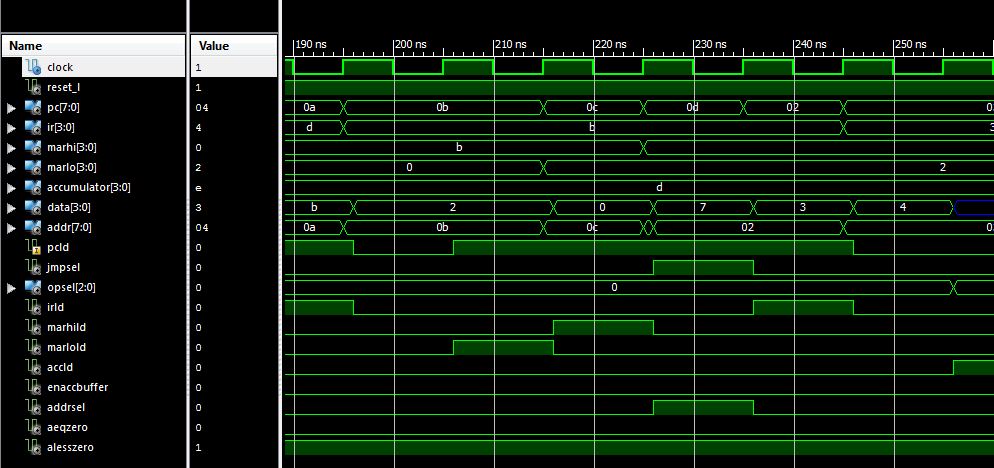 Name Value 190 ns 200 ns 210 ns 220 ns 230 ns 240 ns 250 ns
clock 1
reset_l 1
pc[7:0] 04 0a 0b 0c 0d 02
ir[3:0] 4 d b 3
marhi[3:0] 0 b
marlo[3:0] 2 0 2
accumulator[3:0] e d
data[3:0] 3 b 2 0 7 3 4
addr[7:0] 04 0a 0b 0c 02
pcld 0
jmpsel 0
opsel[2:0] 0 0
irld 0
marhild 0
marlold 0
accld 0
enaccbuffer 0
addrsel 0
aeqzero 0
alesszero 1